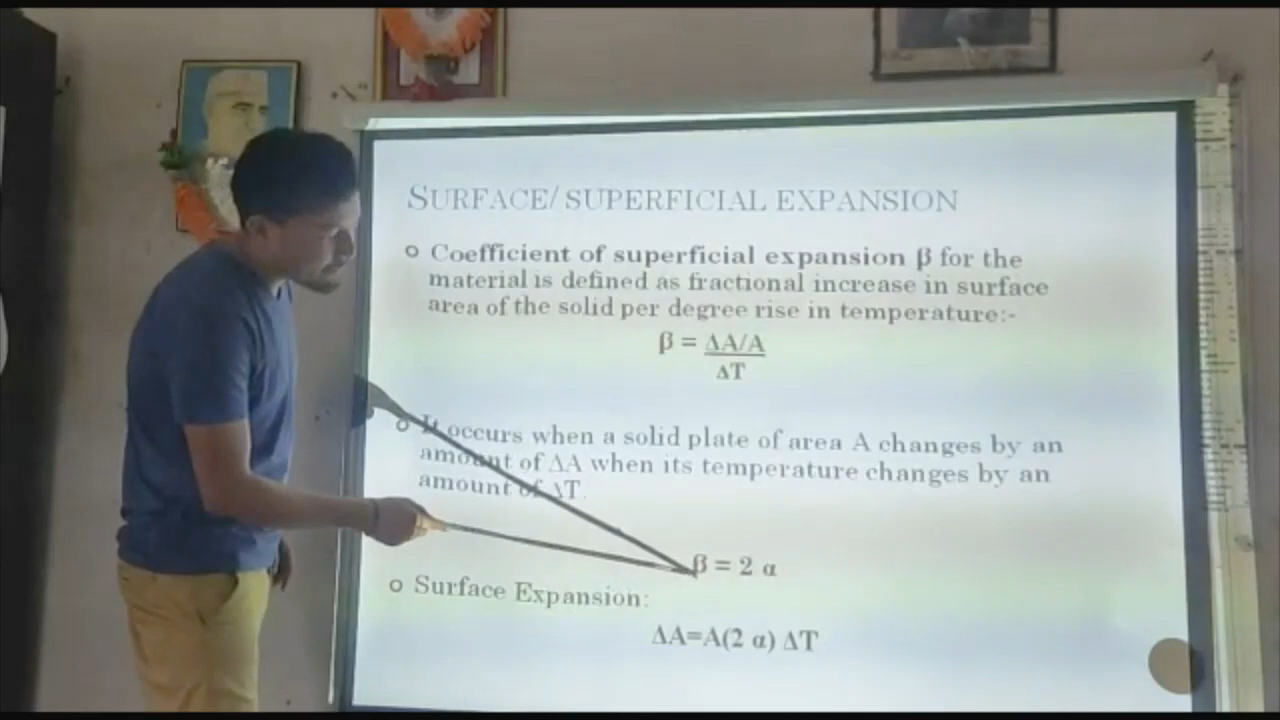 SURFACE/ SUPERFICIAL EXPANSION
Coefficient of superficial expansion β for the
material is defined as fractional increase in surface
area of the solid per degree rise in temperature:-
β = ΔA/A
ΔT
It occurs when a solid plate of area A changes by an
amount of ΔA when its temperature changes by an
amount of ΔT.
β = 2 α
Surface Expansion:
ΔA=A(2 α) ΔT